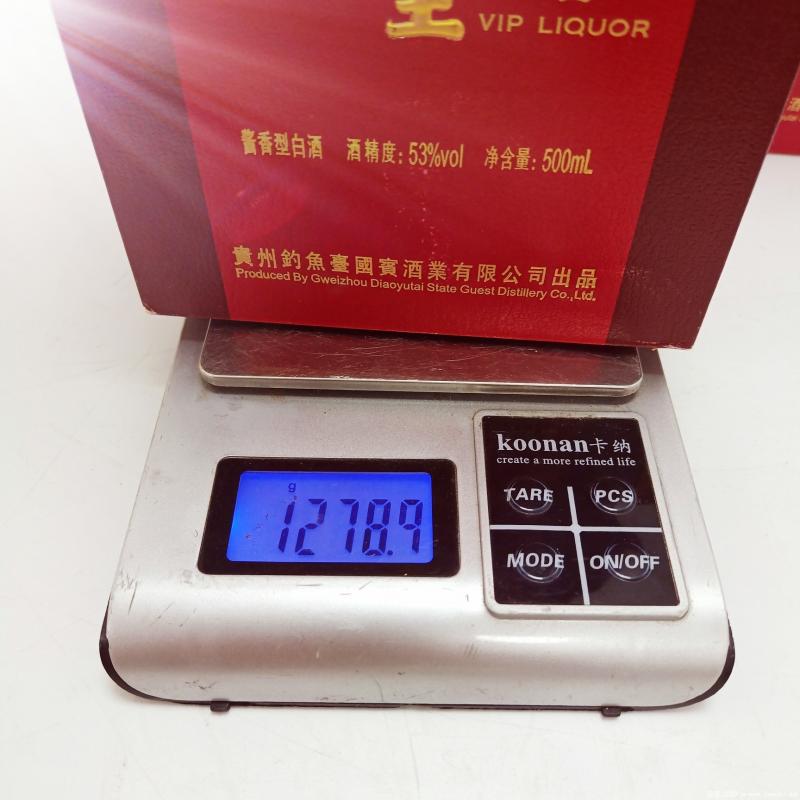 VIP LIQUOR
酱香型白酒 酒精度: 53%vol 净含量: 500mL
貴州釣魚臺國賓酒業有限公司出品
Produced By Gweizhou Diaoyutai State Guest Distillery Co.,Ltd.
koonan卡纳
create a more refined life
TARE PCS
MODE ON/OFF
g
1278.9